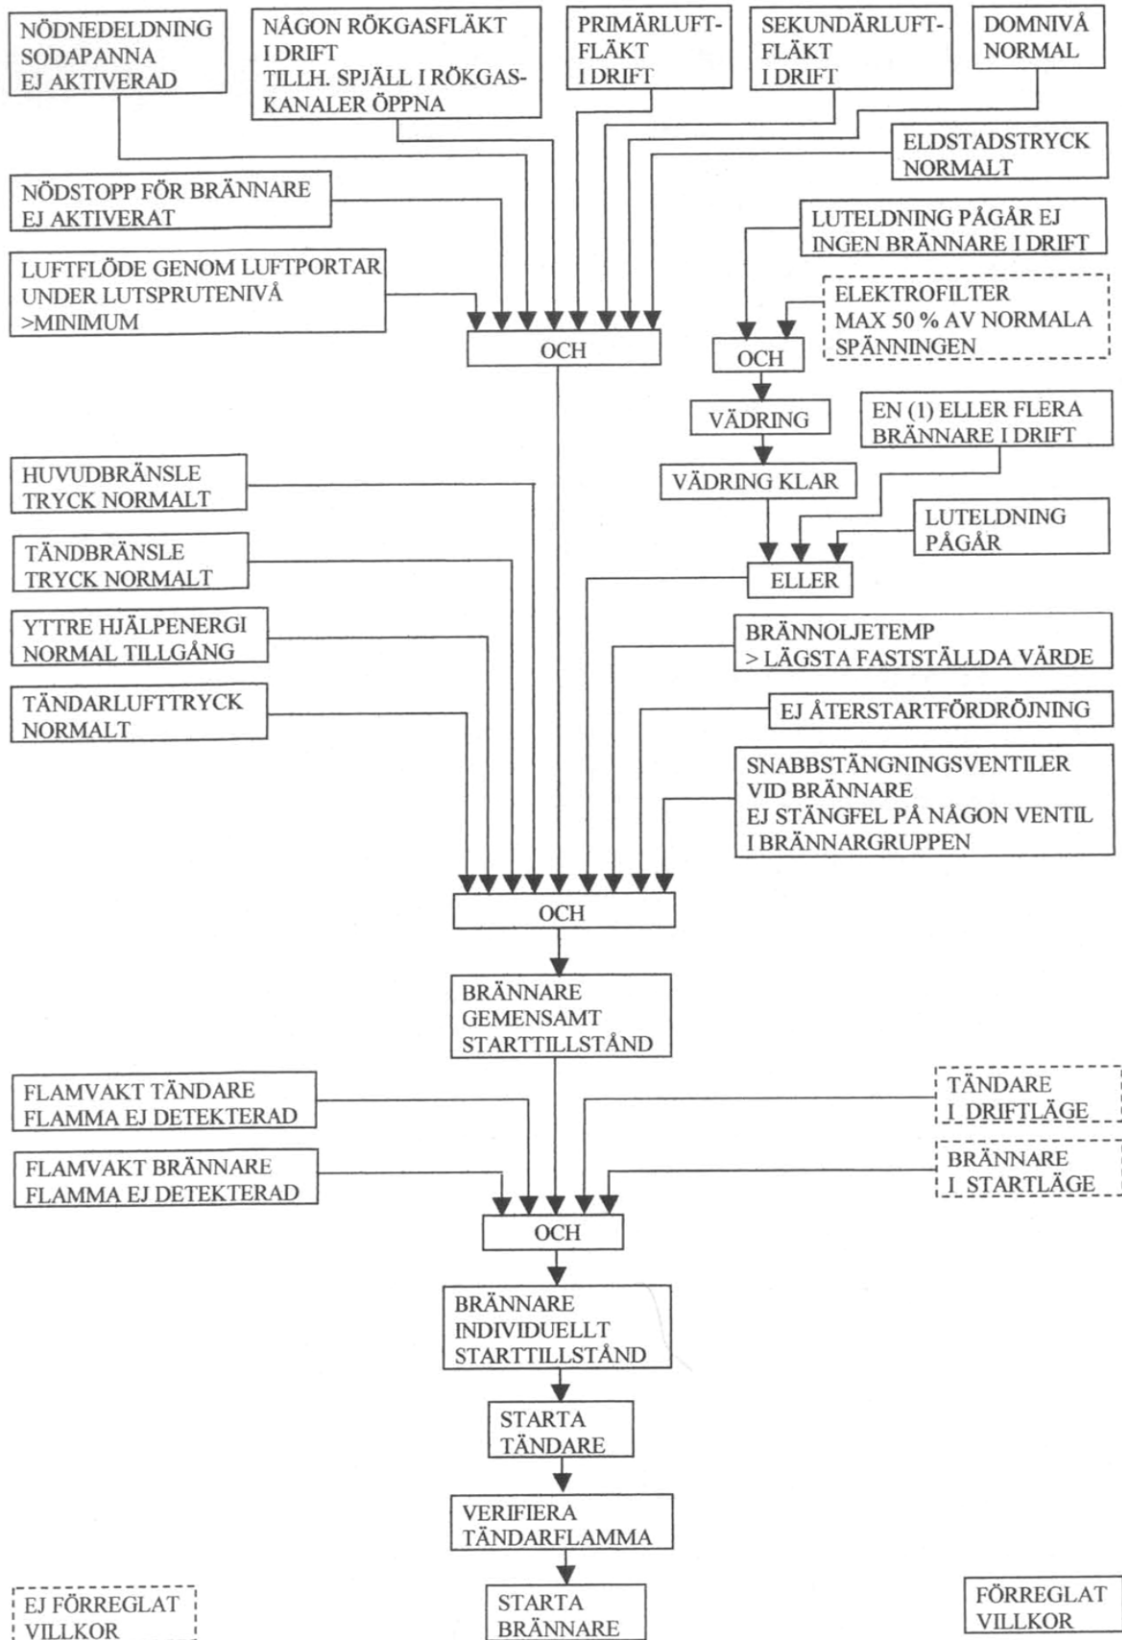 NÖDNEDELDNING
SODAPANNA
EJ AKTIVERAD
NÅGON RÖKGASFLÄKT
I DRIFT
TILLH. SPJÄLL I RÖKGAS-
KANALER ÖPPNA
PRIMÄRLUFT-
FLÄKT
I DRIFT
SEKUNDÄRLUFT-
FLÄKT
I DRIFT
DOMNIVÅ
NORMAL
ELDSTADSTRYCK
NORMALT
NÖDSTOPP FÖR BRÄNNARE
EJ AKTIVERAT
LUTELDNING PÅGÅR EJ
INGEN BRÄNNARE I DRIFT
LUFTFLÖDE GENOM LUFTPORTAR
UNDER LUTSPRUTENIVÅ
>MINIMUM
ELEKTROFILTER
MAX 50 % AV NORMALA
SPÄNNINGEN
OCH
OCH
VÄDRING
EN (1) ELLER FLERA
BRÄNNARE I DRIFT
HUVUDBRÄNSLE
TRYCK NORMALT
VÄDRING KLAR
LUTELDNING
PÅGÅR
TÄNDBRÄNSLE
TRYCK NORMALT
ELLER
YTTRE HJÄLPENERGI
NORMAL TILLGÅNG
BRÄNNOLJETEMP
> LÄGSTA FASTSTÄLLDA VÄRDE
TÄNDARLUFTTRYCK
NORMALT
EJ ÅTERSTARTFÖRDRÖJNING
SNABBSTÄNGNINGSVENTILER
VID BRÄNNARE
EJ STÄNGFEL PÅ NÅGON VENTIL
I BRÄNNARGRUPPEN
OCH
BRÄNNARE
GEMENSAMT
STARTTILLSTÅND
FLAMVAKT TÄNDARE
FLAMMA EJ DETEKTERAD
TÄNDARE
I DRIFTLÄGE
FLAMVAKT BRÄNNARE
FLAMMA EJ DETEKTERAD
BRÄNNARE
I STARTLÄGE
OCH
BRÄNNARE
INDIVIDUELLT
STARTTILLSTÅND
STARTA
TÄNDARE
VERIFIERA
TÄNDARFLAMMA
EJ FÖRREGLAT
VILLKOR
STARTA
BRÄNNARE
FÖRREGLAT
VILLKOR